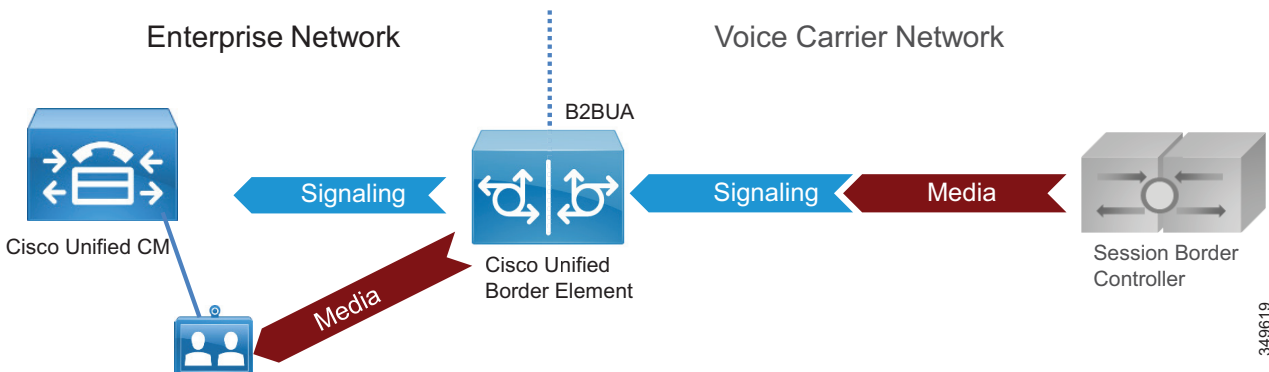 Enterprise Network
Voice Carrier Network
B2BUA
Signaling
Signaling
Media
Cisco Unified CM
Cisco Unified
Border Element
Session Border
Controller
Media
349619